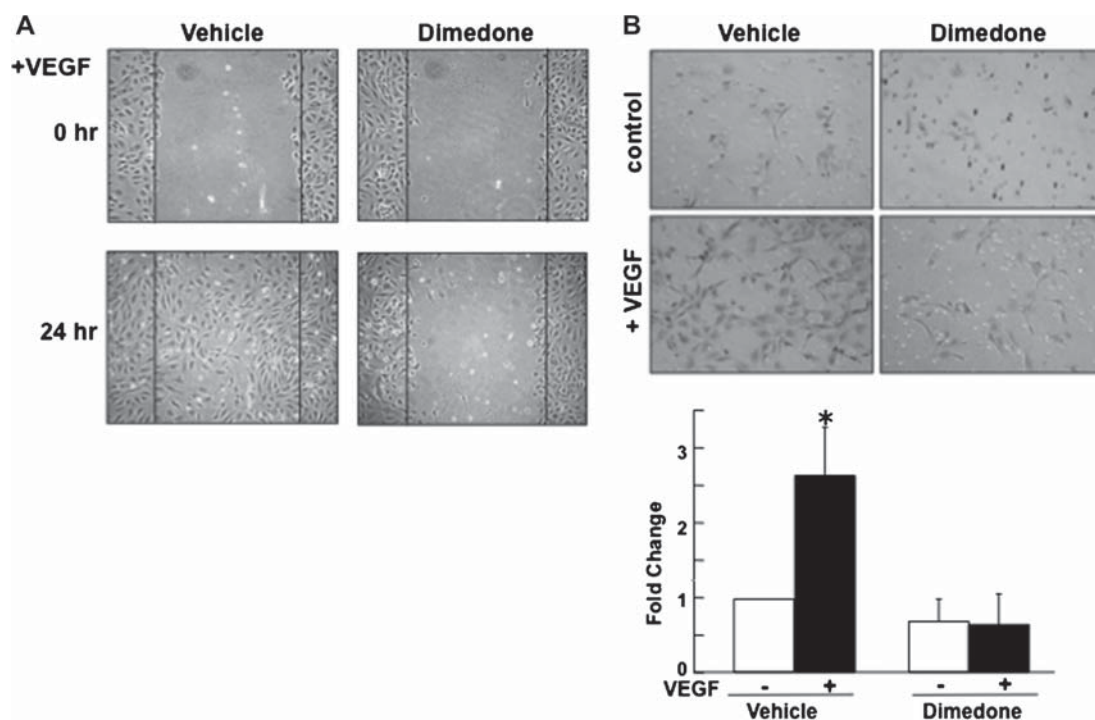 A
Vehicle
Dimedone
+VEGF
0 hr
24 hr
B
Vehicle
Dimedone
control
+ VEGF
*
Fold Change
3
2
1
0
VEGF - + - +
Vehicle
Dimedone